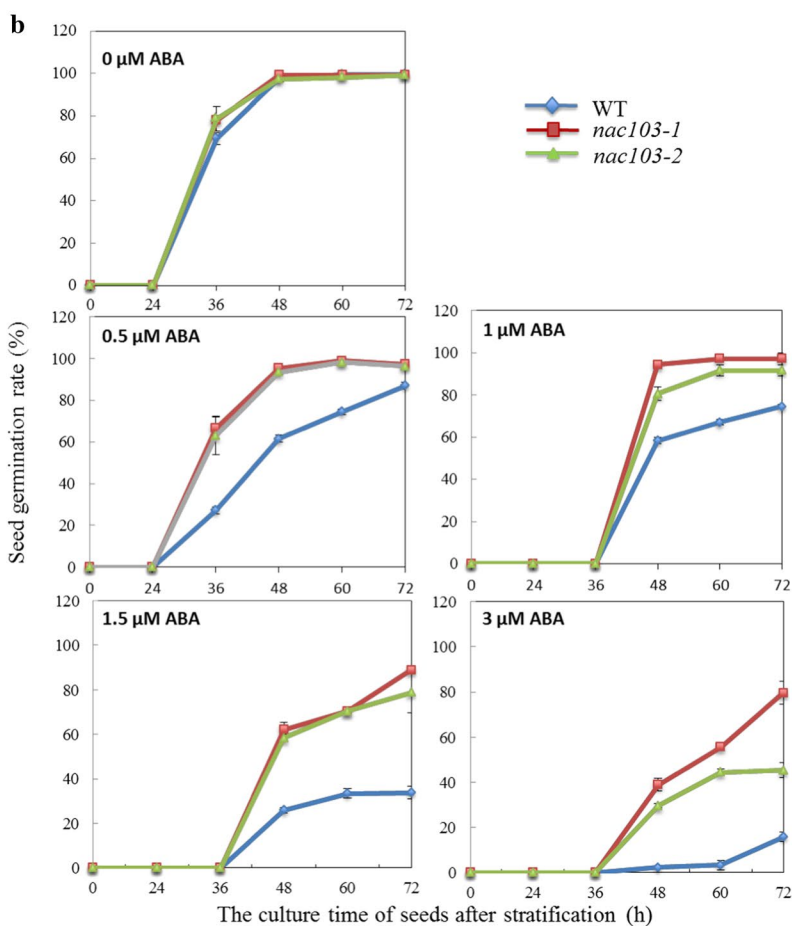 b
120
0 μM ABA
100
80
60
40
20
0
0 24 36 48 60 72
WT
nac103-1
nac103-2
Seed germination rate (%)
120
0.5 μM ABA
100
80
60
40
20
0
0 24 36 48 60 72
120
1 μM ABA
100
80
60
40
20
0
0 24 36 48 60 72
120
1.5 μM ABA
100
80
60
40
20
0
0 24 36 48 60 72
120
3 μM ABA
100
80
60
40
20
0
0 24 36 48 60 72
The culture time of seeds after stratification (h)